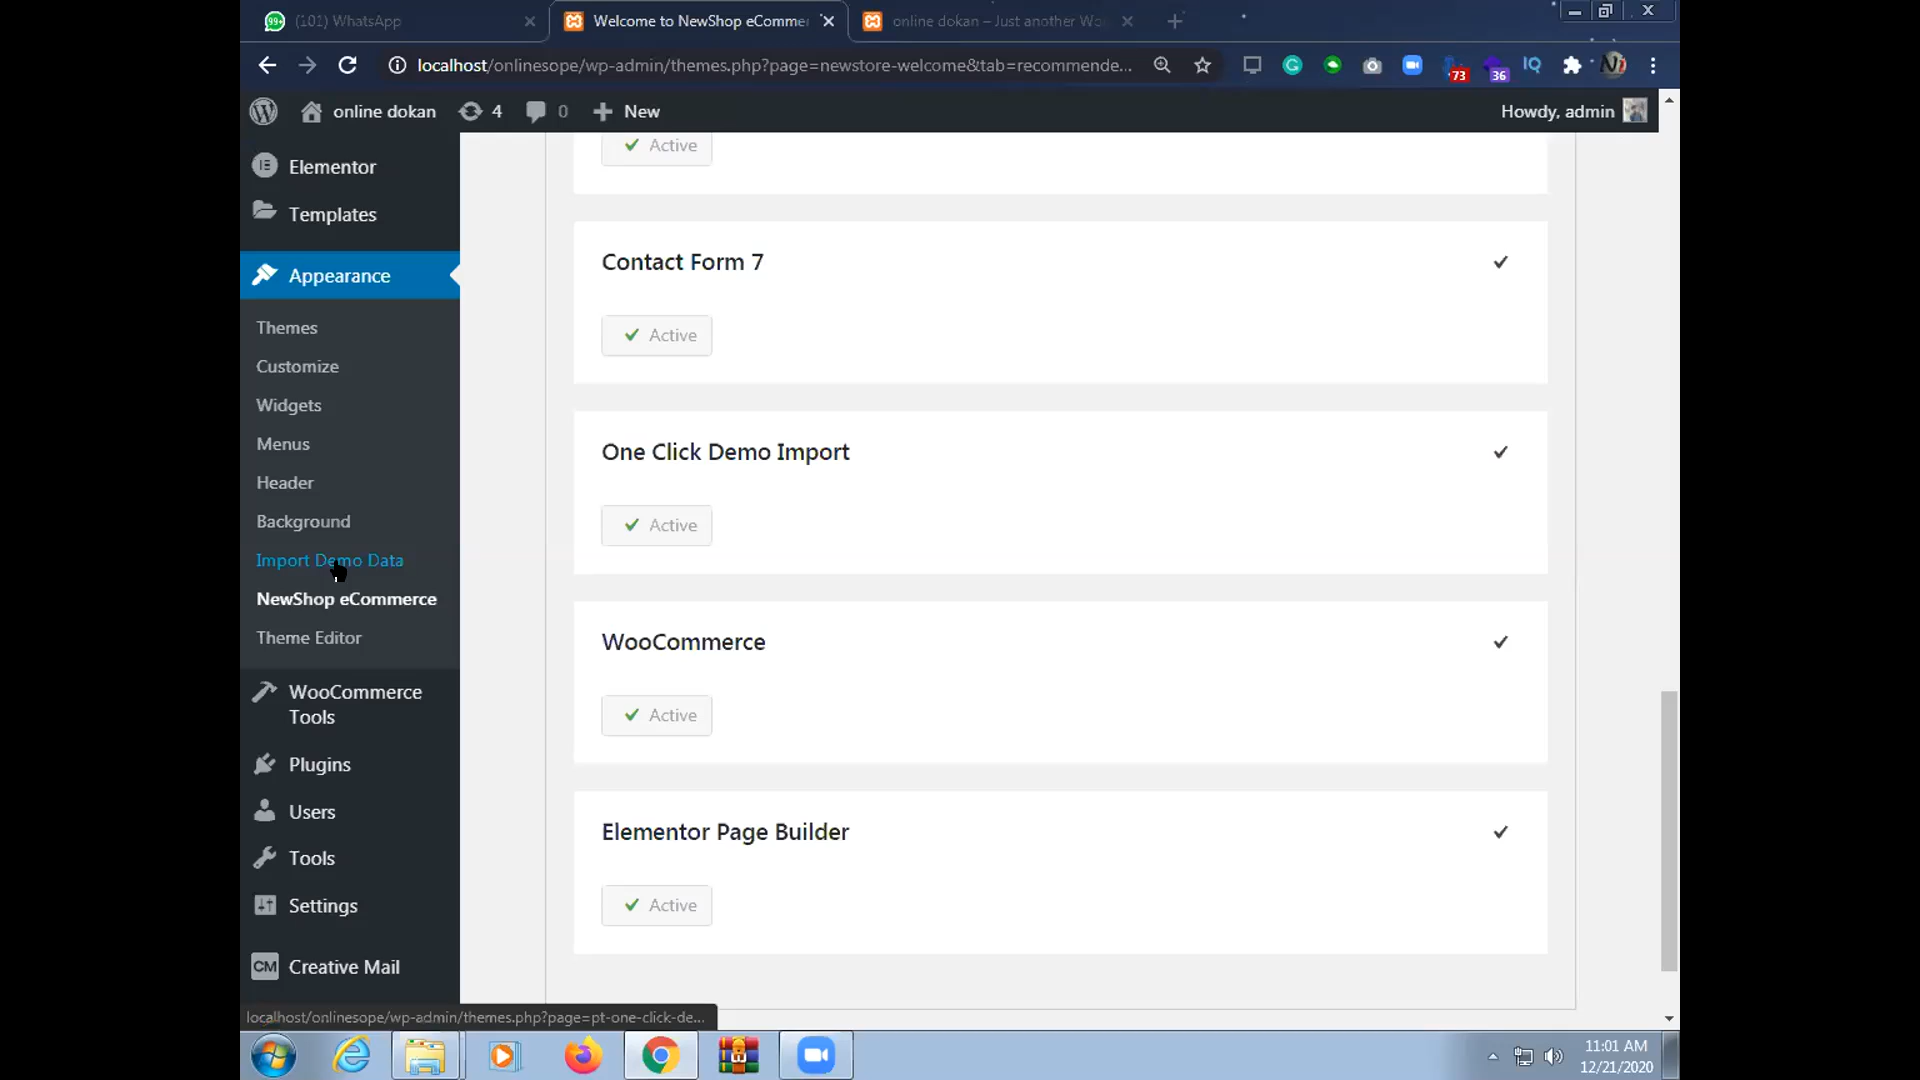 99+ (101) WhatsApp
Welcome to NewShop eCommer
online dokan – Just another Wo
localhost/onlinesope/wp-admin/themes.php?page=newstore-welcome&tab=recommende...
73
36
IQ
online dokan 4 0 New
Howdy, admin
Elementor
Templates
Appearance
Themes
Customize
Widgets
Menus
Header
Background
Import Demo Data
NewShop eCommerce
Theme Editor
WooCommerce
Tools
Plugins
Users
Tools
Settings
CM Creative Mail
Active
Contact Form 7
Active
One Click Demo Import
Active
WooCommerce
Active
Elementor Page Builder
Active
localhost/onlinesope/wp-admin/themes.php?page=pt-one-click-de...
11:01 AM
12/21/2020